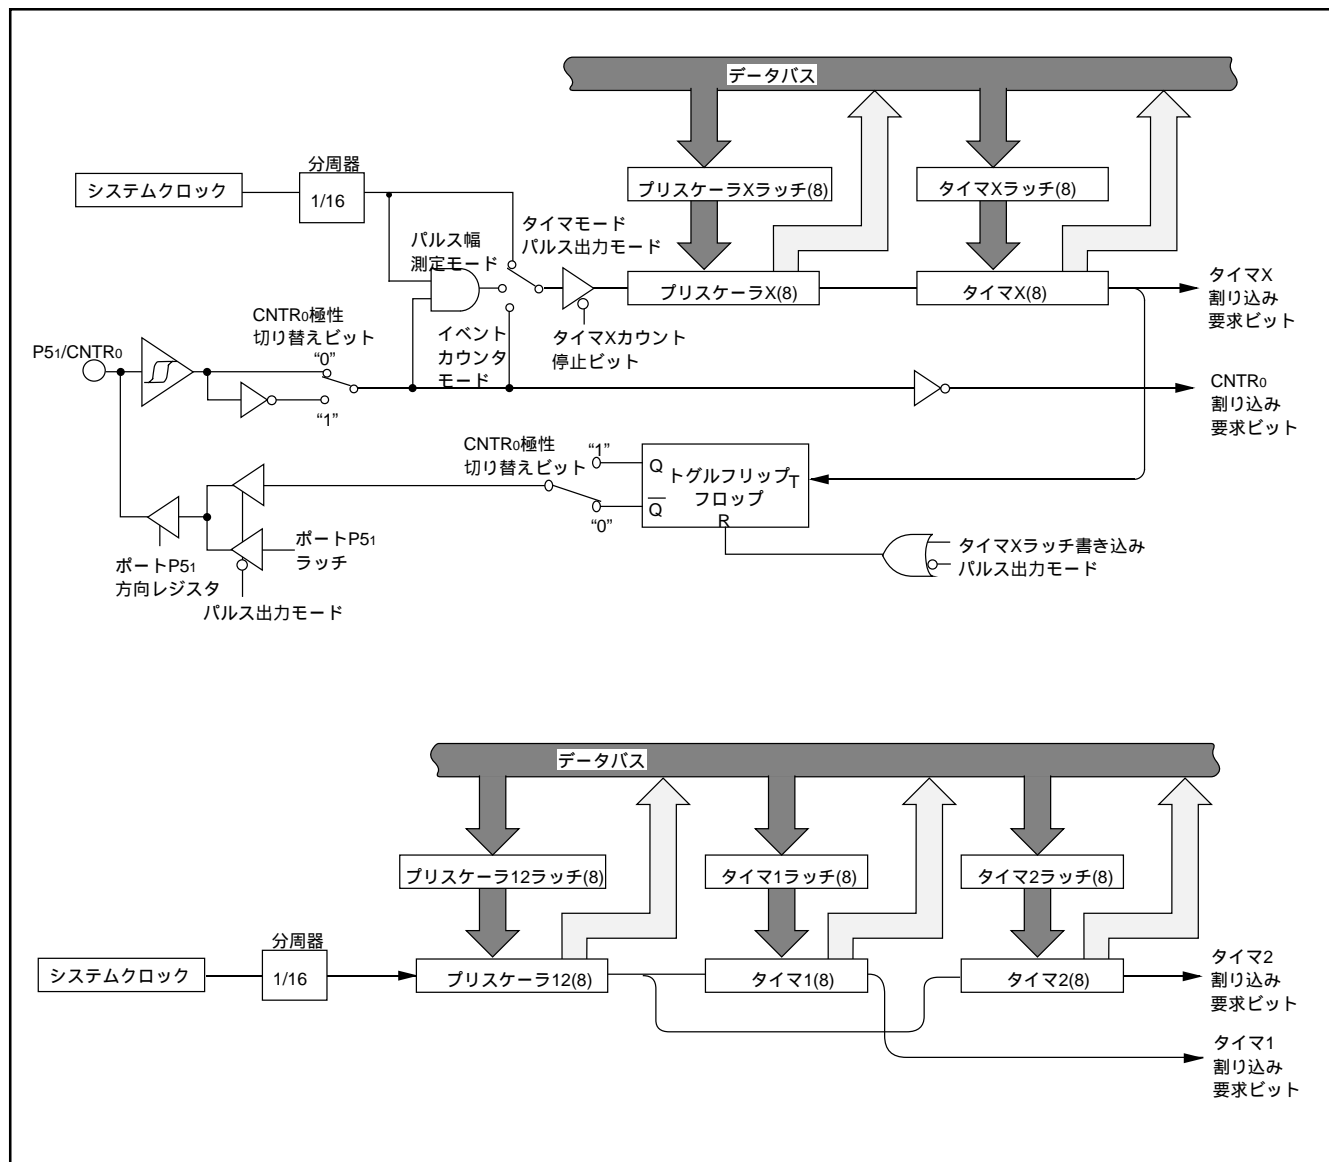 データバス
分周器
システムクロック
1/16
プリスケーラXラッチ(8)
タイマXラッチ(8)
タイマモード
パルス出力モード
パルス幅
測定モード
プリスケーラX(8)
タイマX(8)
タイマX
割り込み
要求ビット
CNTR0極性
切り替えビット
“0”
“1”
P51/CNTR0
イベント
カウンタ
モード
タイマXカウント
停止ビット
CNTR0
割り込み
要求ビット
CNTR0極性
切り替えビット
“1”
“0”
Q
Q
トグルフリップ
フロップ
T
R
タイマXラッチ書き込み
パルス出力モード
ポートP51
ラッチ
ポートP51
方向レジスタ
パルス出力モード
データバス
プリスケーラ12ラッチ(8)
タイマ1ラッチ(8)
タイマ2ラッチ(8)
分周器
システムクロック
1/16
プリスケーラ12(8)
タイマ1(8)
タイマ2(8)
タイマ2
割り込み
要求ビット
タイマ1
割り込み
要求ビット